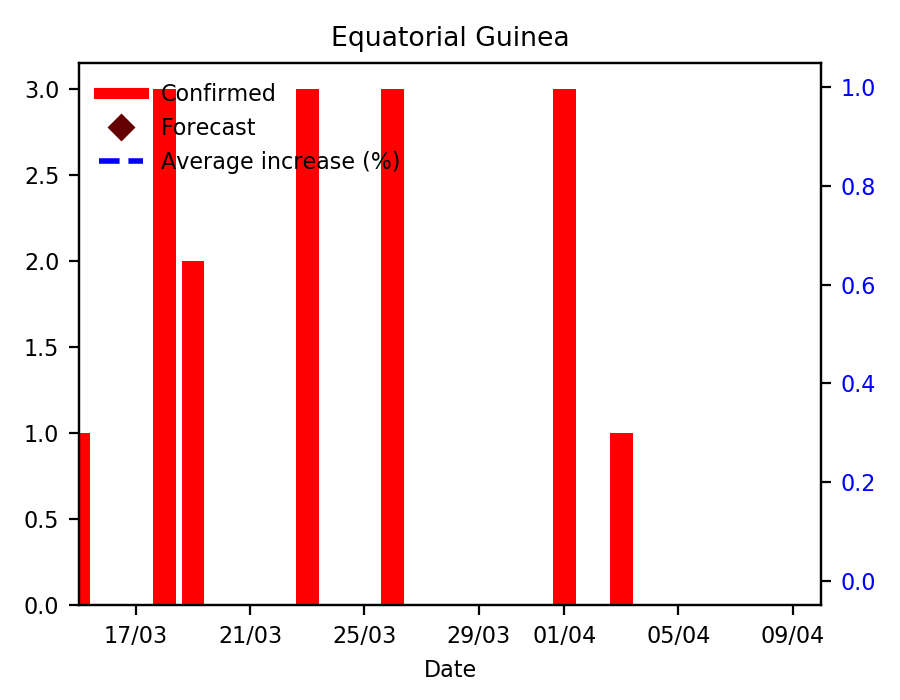 Equatorial Guinea
3.0
2.5
2.0
1.5
1.0
0.5
0.0
Confirmed
Forecast
Average increase (%)
1.0
0.8
0.6
0.4
0.2
0.0
17/03 21/03 25/03 29/03 01/04 05/04 09/04
Date